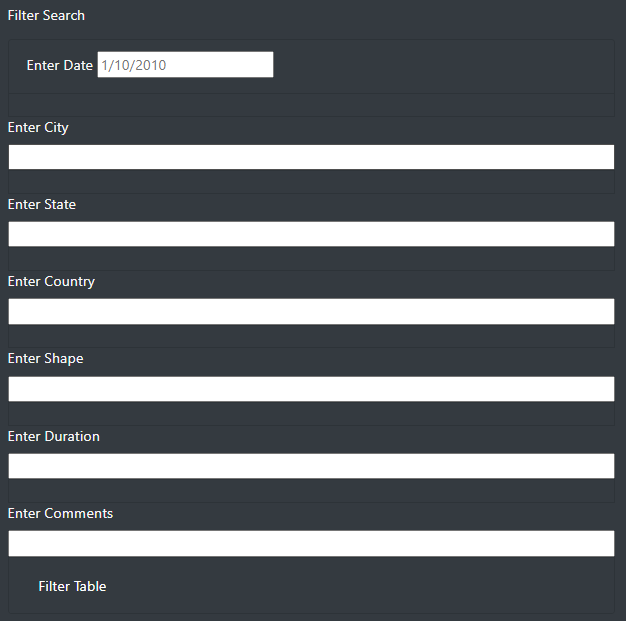 Filter Search
Enter Date 1/10/2010
Enter City
Enter State
Enter Country
Enter Shape
Enter Duration
Enter Comments
Filter Table